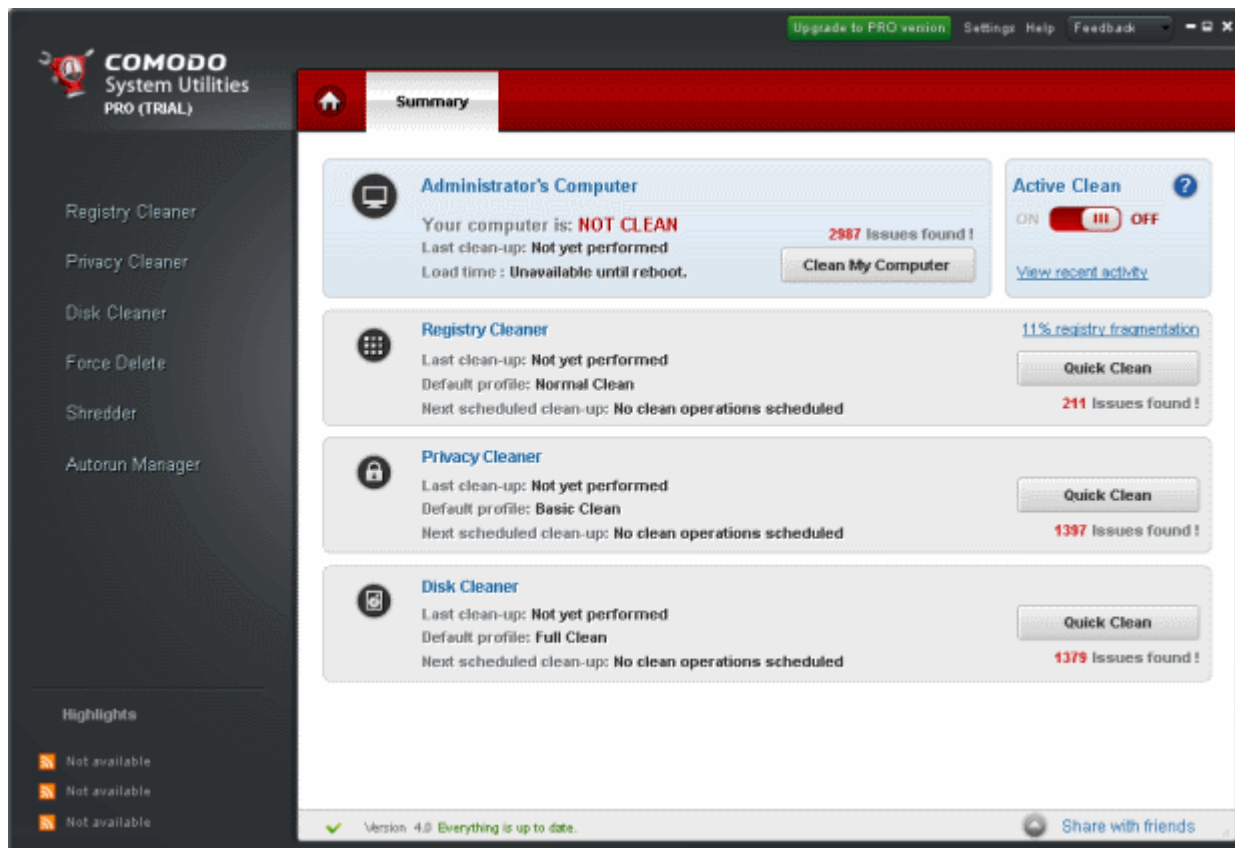 Upgrade to PRO version Settings Help Feedback
COMODO
System Utilities
PRO (TRIAL)
Summary
Registry Cleaner
Privacy Cleaner
Disk Cleaner
Force Delete
Shredder
Autorun Manager
Administrator's Computer
Your computer is: NOT CLEAN
Last clean-up: Not yet performed
Load time : Unavailable until reboot.
2987 Issues found !
Clean My Computer
Active Clean ?
ON OFF
View recent activity
Registry Cleaner
Last clean-up: Not yet performed
Default profile: Normal Clean
Next scheduled clean-up: No clean operations scheduled
11% registry fragmentation
Quick Clean
211 Issues found !
Privacy Cleaner
Last clean-up: Not yet performed
Default profile: Basic Clean
Next scheduled clean-up: No clean operations scheduled
Quick Clean
1397 Issues found !
Disk Cleaner
Last clean-up: Not yet performed
Default profile: Full Clean
Next scheduled clean-up: No clean operations scheduled
Quick Clean
1379 Issues found !
Highlights
Not available
Not available
Not available
Version 4.0 Everything is up to date.
Share with friends